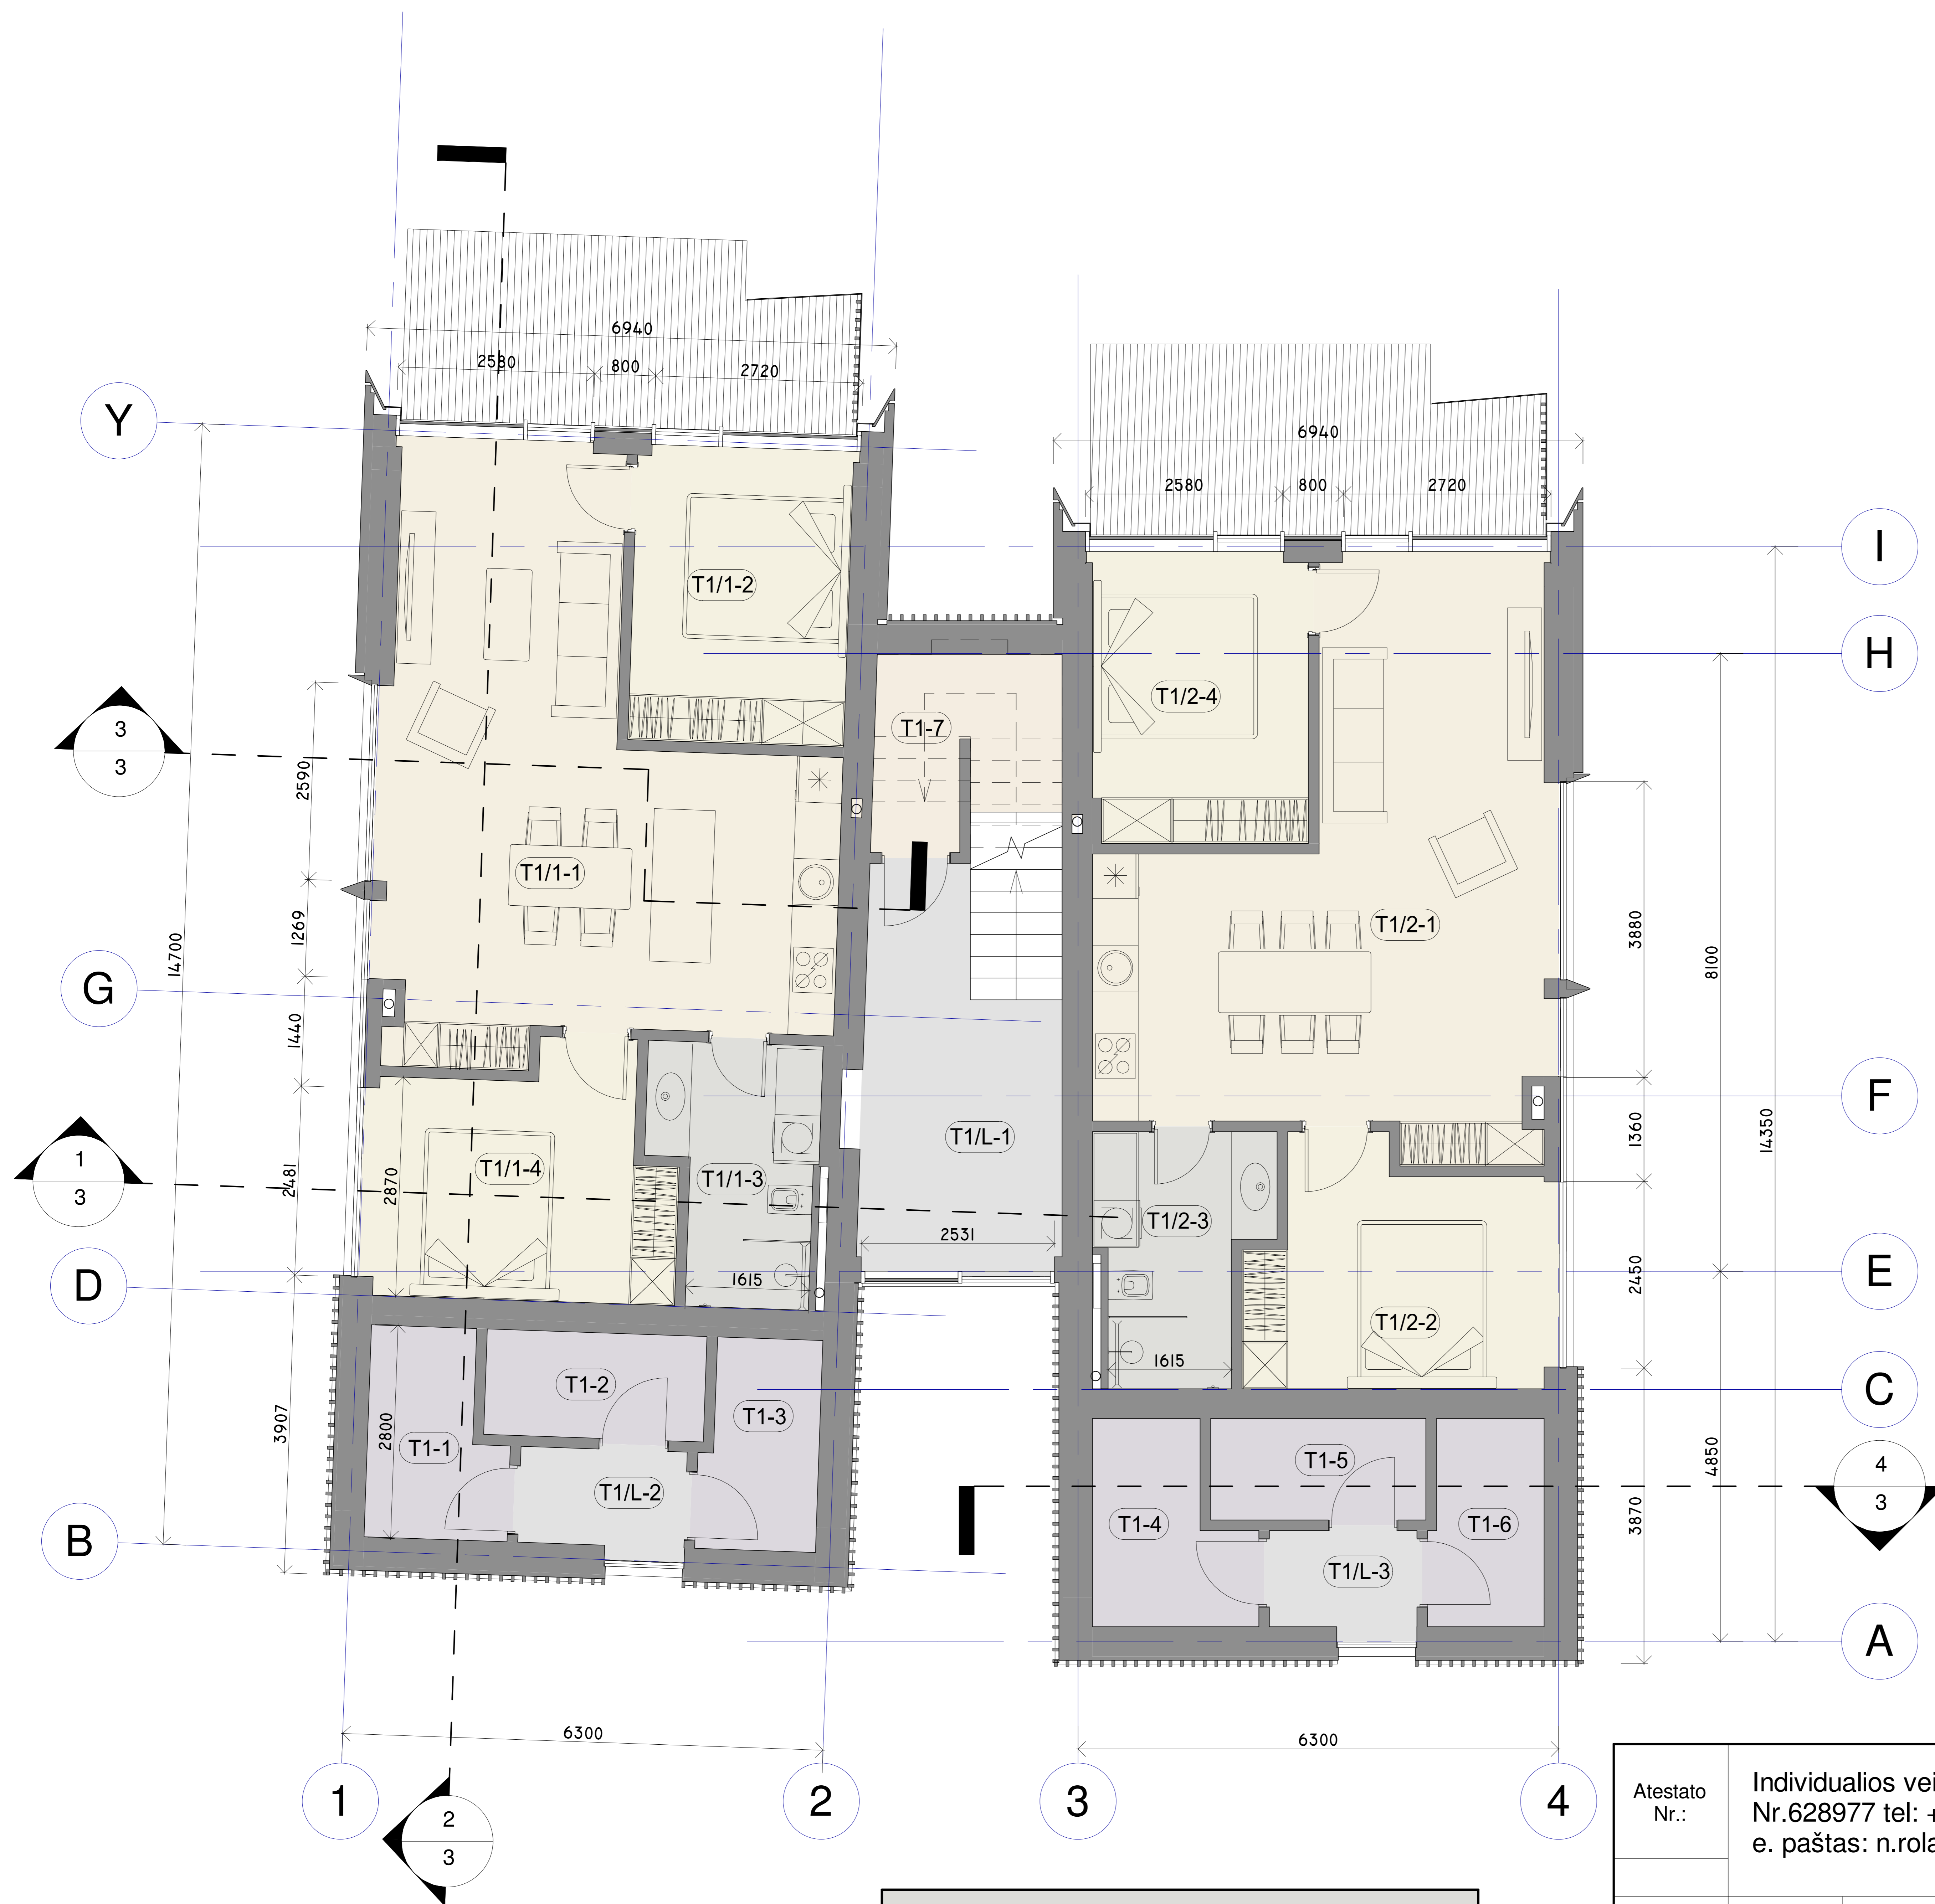 6940
2580 800 2720
Y
6940
2580 800 2720
I
H
T1/1-2
T1/2-4
T1-7
3
3
2590
T1/1-1
T1/2-1
3880
8100
14700
1269
G
1440
F
T1/L-1
1360
14350
1
3
2481
2870
T1/1-4
T1/1-3
T1/2-3
2531
D
1615
E
2450
T1/2-2
1615
C
T1-2
T1-3
3907
2800
T1-1
T1-5
4850
4
3
T1/L-2
T1-4
T1-6
3870
B
T1/L-3
A
6300
6300
1
2
3
4
2
3
Atestato
Nr.:
Individualios vei
Nr.628977 tel: +
e. paštas: n.rola